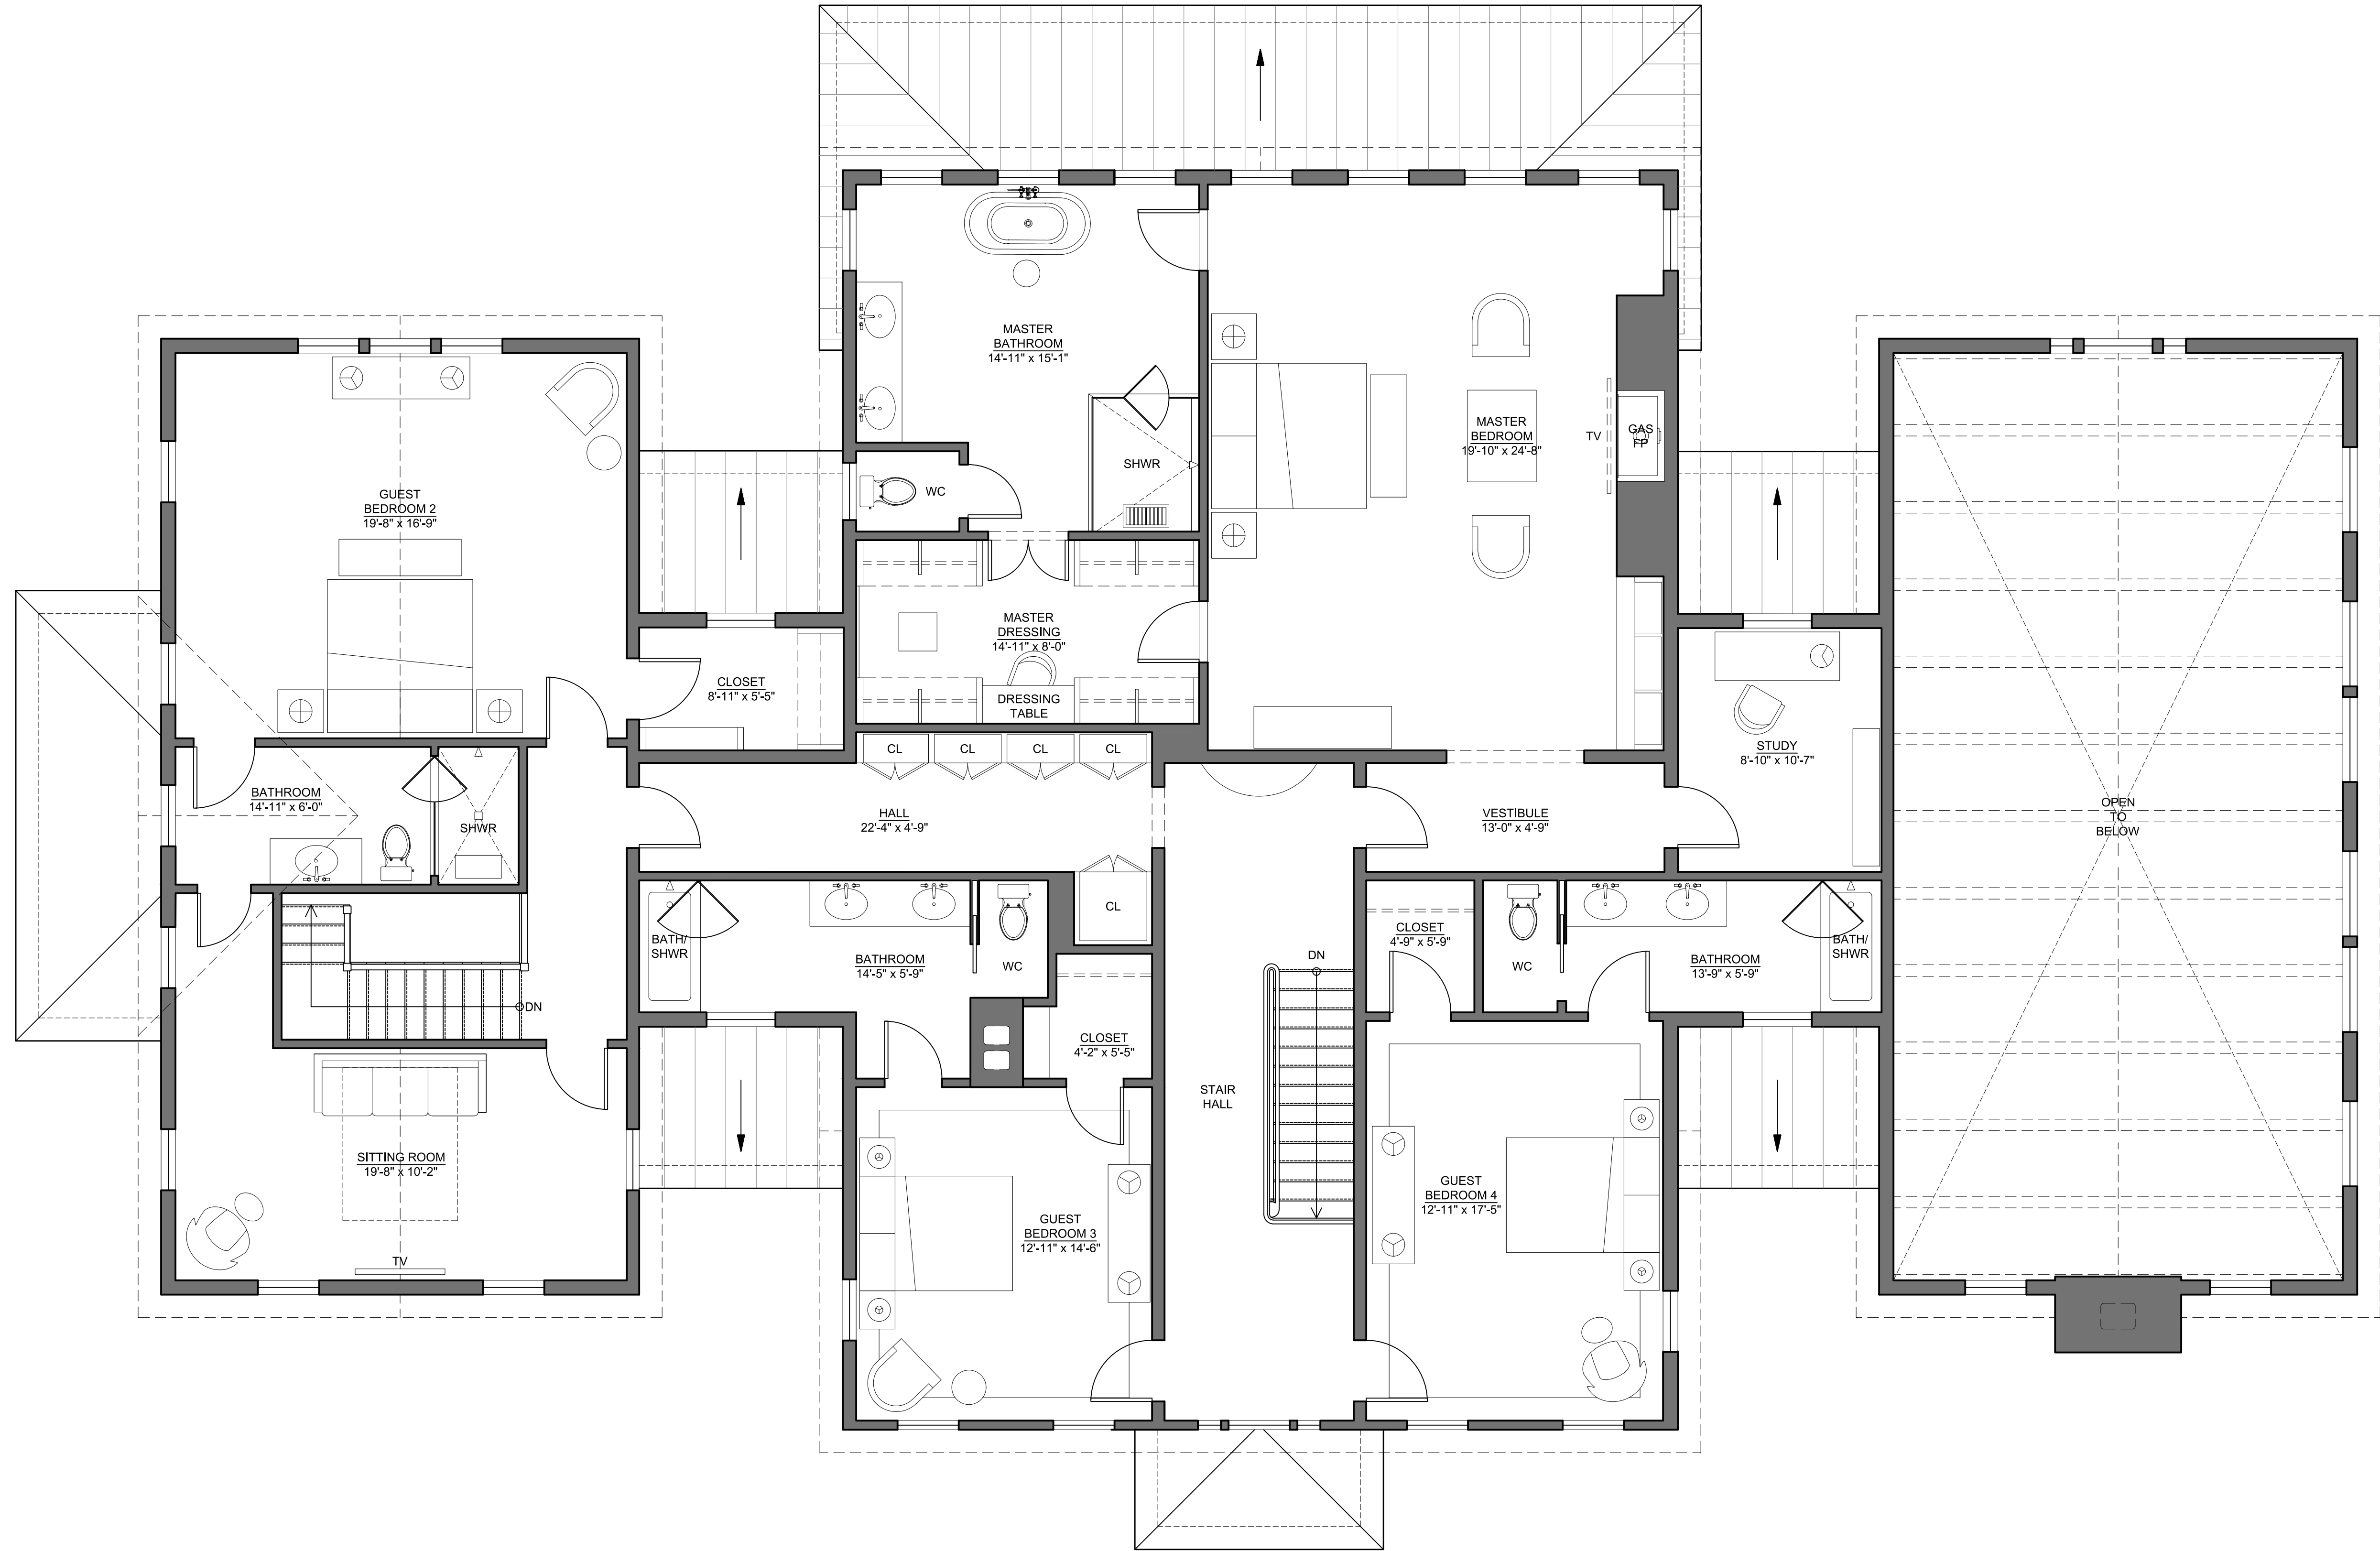 MASTER
BATHROOM
14'-11" x 15'-1"
SHWR
WC
MASTER
BEDROOM
19'-10" x 24'-8"
TV
GAS
FP
GUEST
BEDROOM 2
19'-8" x 16'-9"
MASTER
DRESSING
14'-11" x 8'-0"
DRESSING
TABLE
CLOSET
8'-11" x 5'-5"
CL
CL
CL
CL
STUDY
8'-10" x 10'-7"
BATHROOM
14'-11" x 6'-0"
SHWR
HALL
22'-4" x 4'-9"
VESTIBULE
13'-0" x 4'-9"
OPEN
TO
BELOW
CL
BATH/
SHWR
BATHROOM
14'-5" x 5'-9"
WC
DN
CLOSET
4'-9" x 5'-9"
WC
BATHROOM
13'-9" x 5'-9"
BATH/
SHWR
DN
CLOSET
4'-2" x 5'-5"
STAIR
HALL
SITTING ROOM
19'-8" x 10'-2"
TV
GUEST
BEDROOM 3
12'-11" x 14'-6"
GUEST
BEDROOM 4
12'-11" x 17'-5"